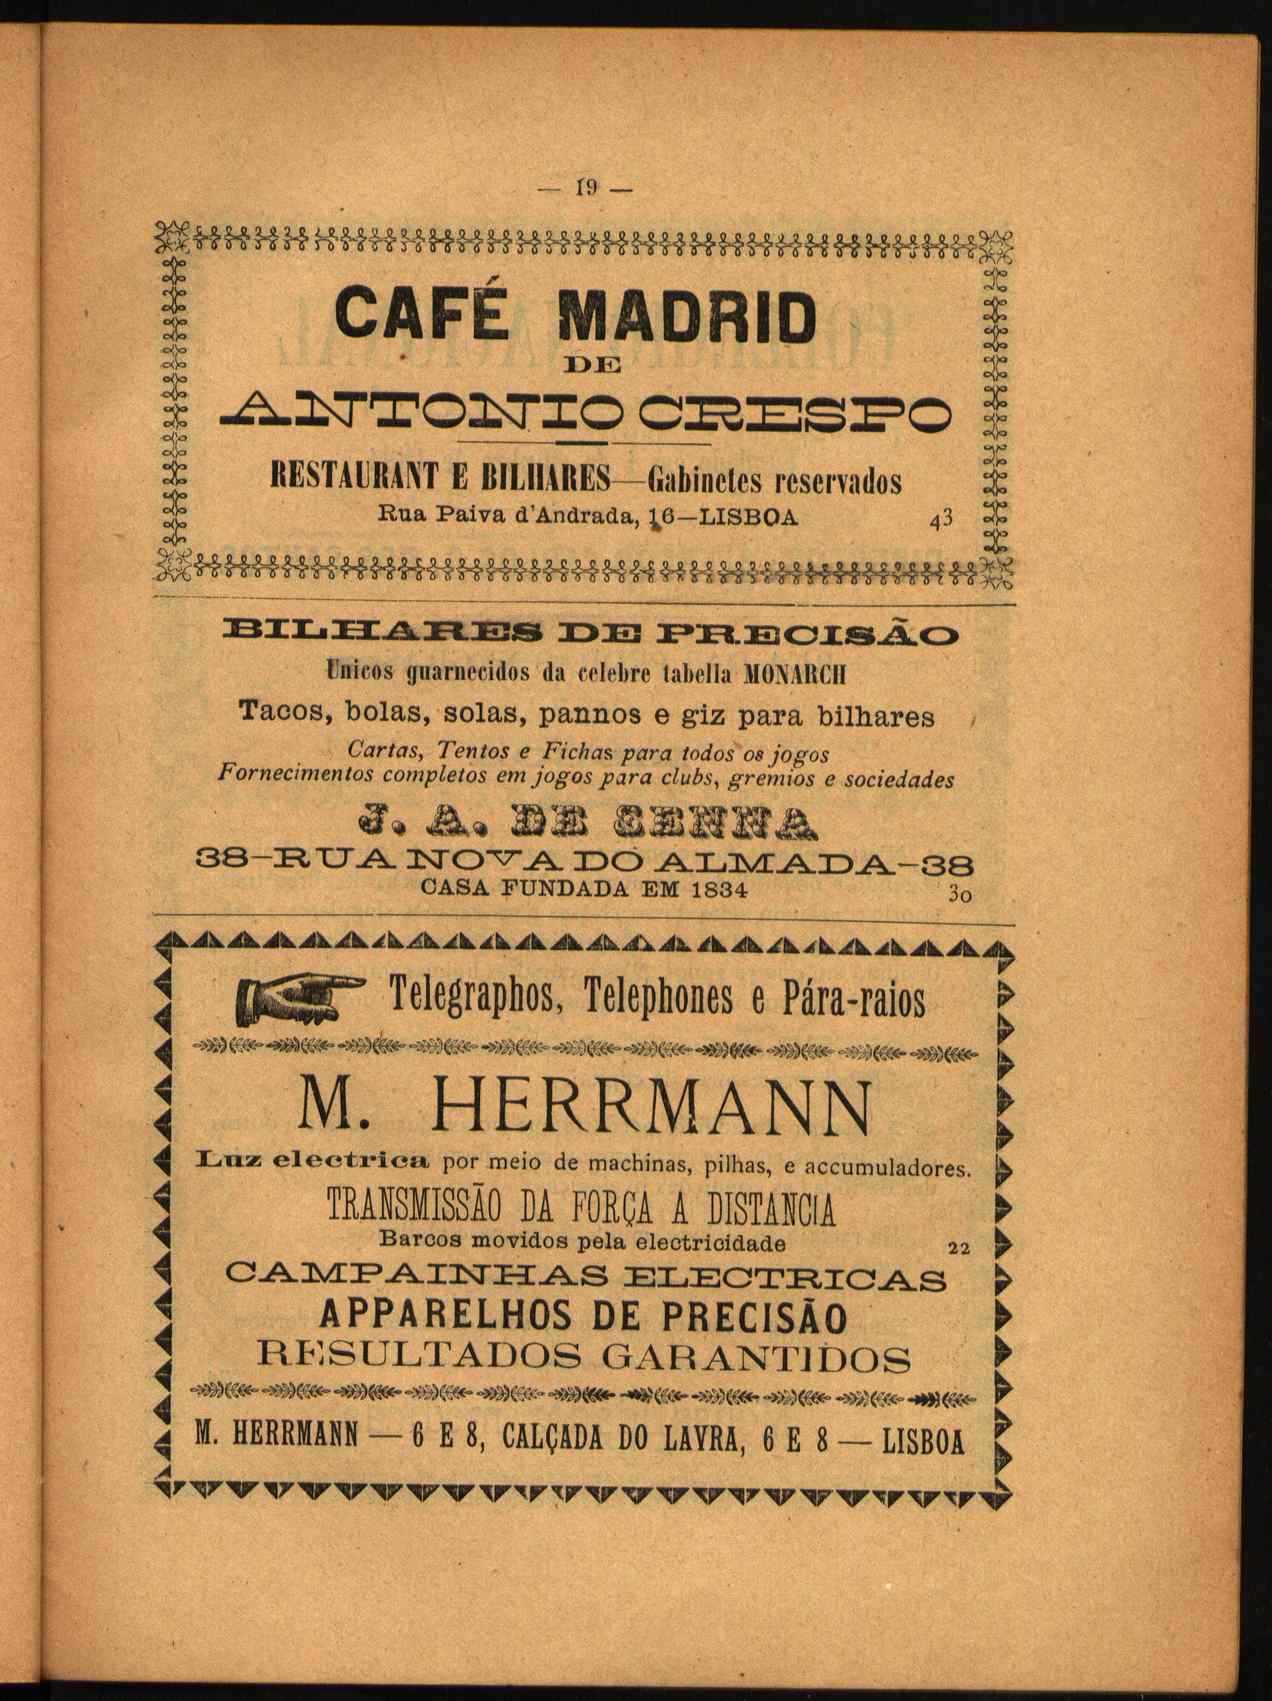 — 19 —
CAFÉ MADRID
DE
ANTONIO CRESPO
RESTAURANT E BILHARES—Gabinetes reservados
Rua Paiva d'Andrada, 16—LISBOA 43
BILHARES DE PRECISÃO
Unicos guarnecidos da celebre tabella MONARCH
Tacos, bolas, solas, pannos e giz para bilhares
Cartas, Tentos e Fichas para todos os jogos
Fornecimentos completos em jogos para clubs, gremios e sociedades
J. A. DE SENNA
38—RUA NOVA DO ALMADA—38
CASA FUNDADA EM 1834 30
Telegraphos, Telephones e Pára-raios
M. HERRMANN
Luz electrica por meio de machinas, pilhas, e accumuladores.
TRANSMISSÃO DA FORÇA A DISTANCIA
Barcos movidos pela electricidade 22
CAMPAINHAS ELECTRICAS
APPARELHOS DE PRECISÃO
RESULTADOS GARANTIDOS
M. HERRMANN — 6 E 8, CALÇADA DO LAVRA, 6 E 8 — LISBOA